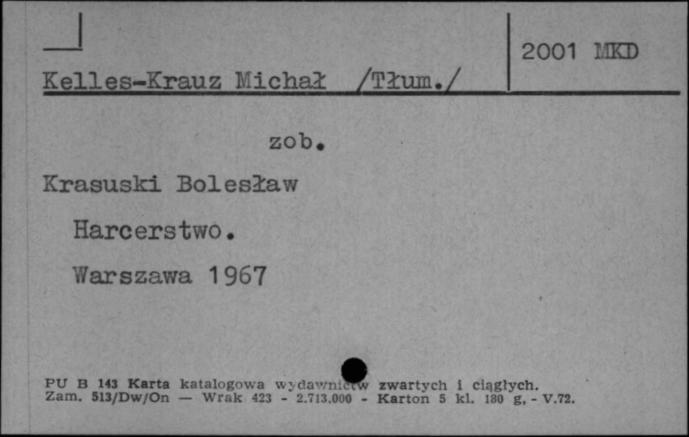 2001 MKD
Kelles-Krauz Michał /Tłum./
zob.
Krasuski Bolesław
Harcerstwo.
Warszawa 1967
PU B 143 Karta katalogowa wydawnictw zwartych i ciągłych.
Zam. 513/Dw/On — Wrak 423 - 2.713.000 - Karton 5 kl. 180 g. - V.72.